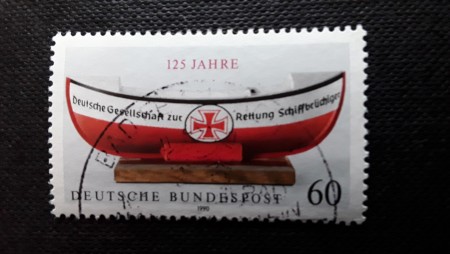 125 JAHRE
Deutsche Gesellschaft zur Rettung Schiffbrüchiger
DEUTSCHE BUNDESPOST 60
1990